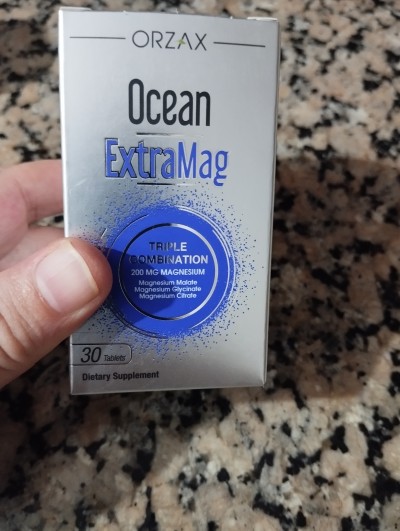 ORZAX
Ocean
ExtraMag
TRIPLE
COMBINATION
200 MG MAGNESIUM
Magnesium Malate
Magnesium Glycinate
Magnesium Citrate
30 Tablets
Dietary Supplement